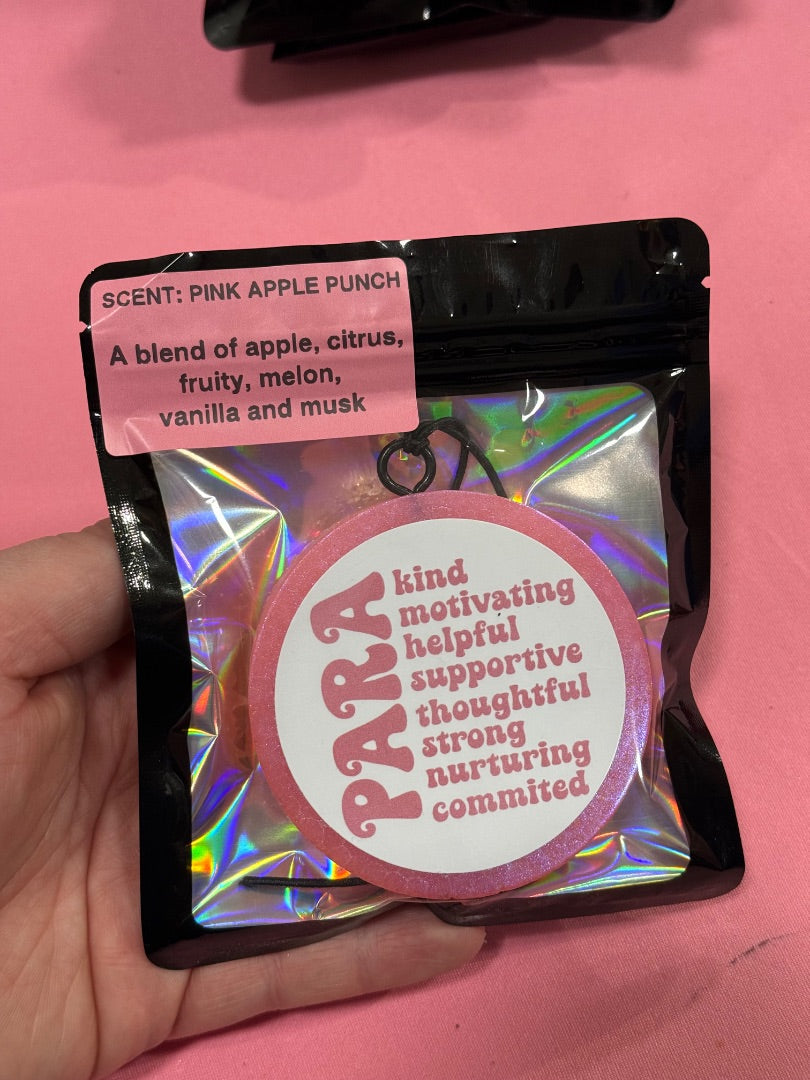 SCENT: PINK APPLE PUNCH
A blend of apple, citrus,
fruity, melon,
vanilla and musk
PARA
kind
motivating
helpful
supportive
thoughtful
strong
nurturing
commited